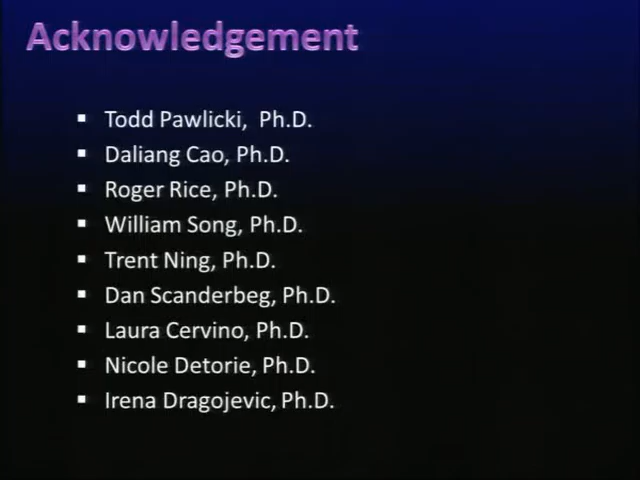 Acknowledgement
▪ Todd Pawlicki, Ph.D.
▪ Daliang Cao, Ph.D.
▪ Roger Rice, Ph.D.
▪ William Song, Ph.D.
▪ Trent Ning, Ph.D.
▪ Dan Scanderbeg, Ph.D.
▪ Laura Cervino, Ph.D.
▪ Nicole Detorie, Ph.D.
▪ Irena Dragojevic, Ph.D.